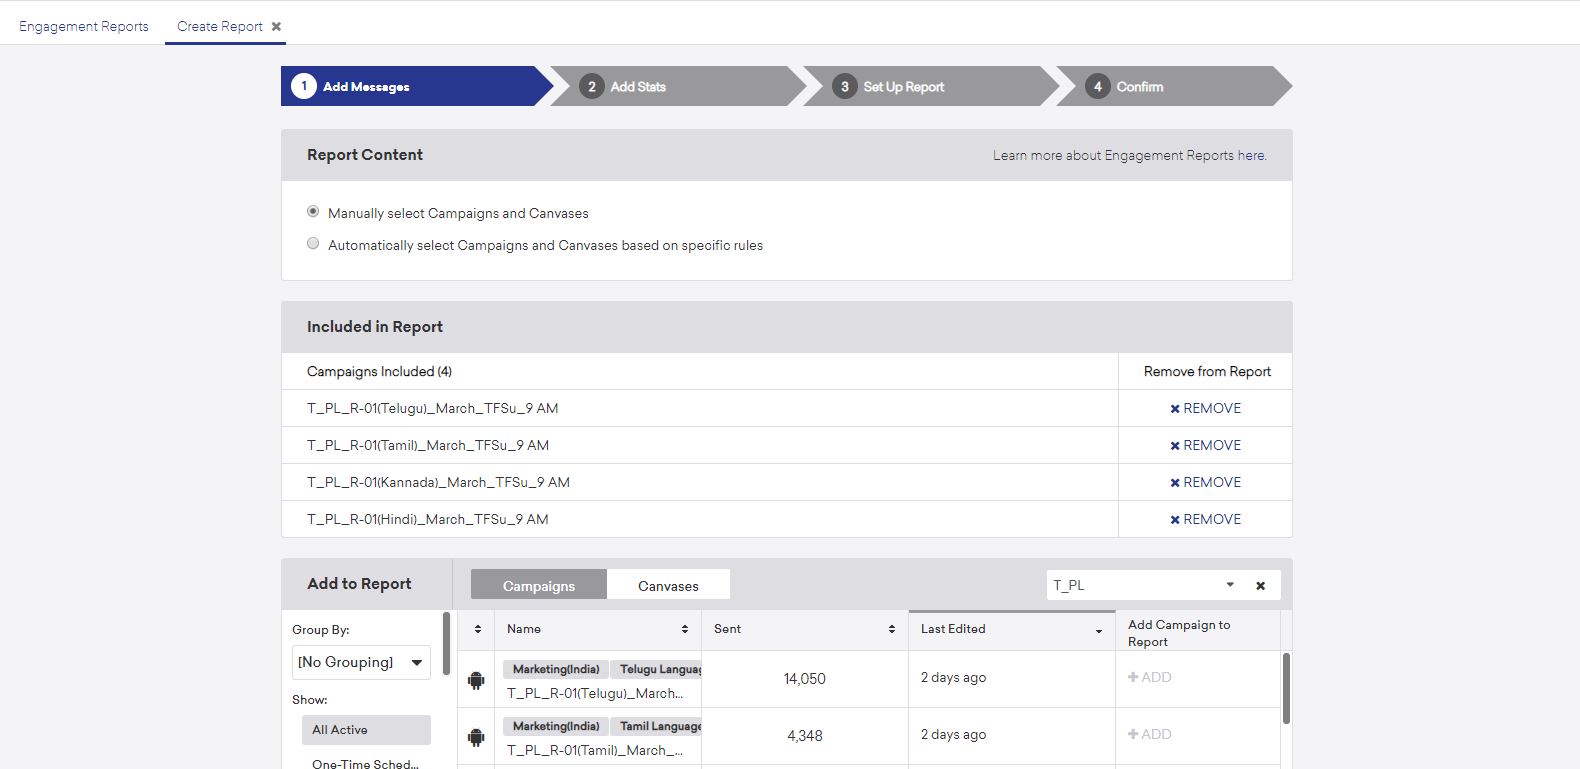 Engagement Reports Create Report ✖
1 Add Messages 2 Add Stats 3 Set Up Report 4 Confirm
Report Content Learn more about Engagement Reports here.
Manually select Campaigns and Canvases
Automatically select Campaigns and Canvases based on specific rules
Included in Report
Campaigns Included (4) Remove from Report
T_PL_R-01(Telugu)_March_TFSu_9 AM ✖ REMOVE
T_PL_R-01(Tamil)_March_TFSu_9 AM ✖ REMOVE
T_PL_R-01(Kannada)_March_TFSu_9 AM ✖ REMOVE
T_PL_R-01(Hindi)_March_TFSu_9 AM ✖ REMOVE
Add to Report Campaigns Canvases T_PL ✖
Group By:
[No Grouping]
Show:
All Active
One-Time Sched...
Name Sent Last Edited Add Campaign to
Report
Marketing(India) Telugu Languag
T_PL_R-01(Telugu)_March... 14,050 2 days ago + ADD
Marketing(India) Tamil Language
T_PL_R-01(Tamil)_March_... 4,348 2 days ago + ADD